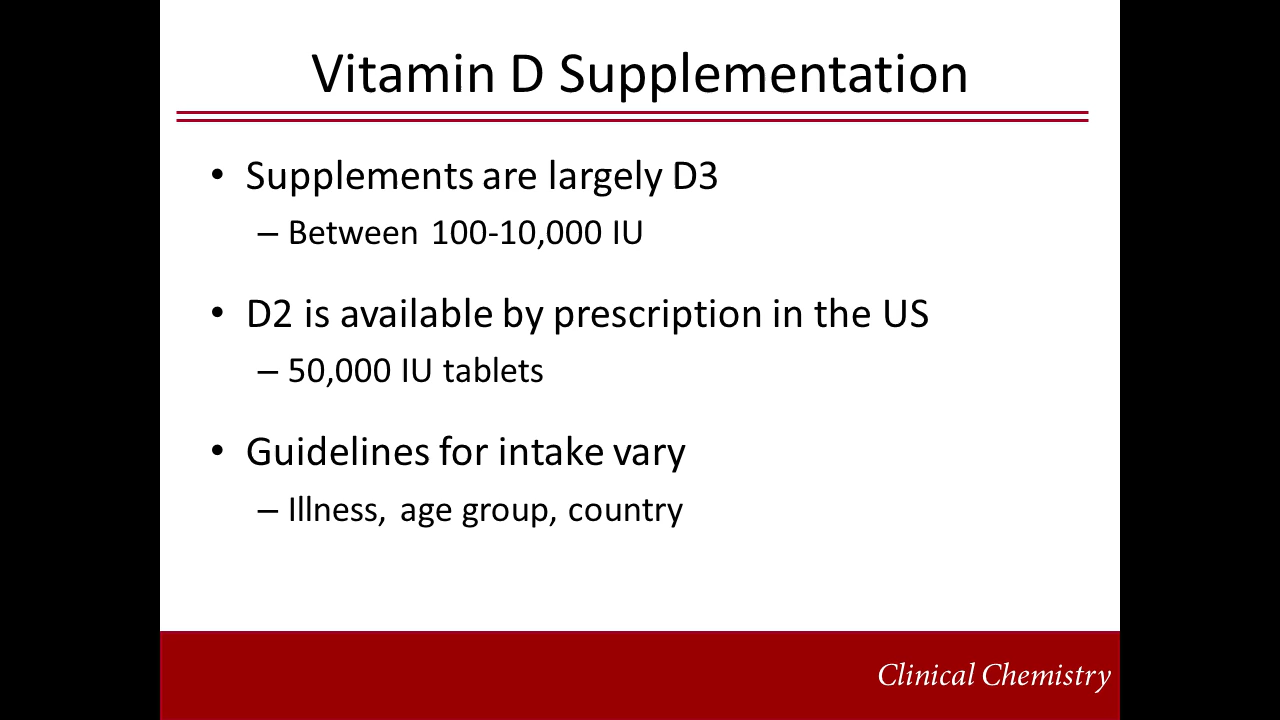 Vitamin D Supplementation
• Supplements are largely D3
– Between 100-10,000 IU
• D2 is available by prescription in the US
– 50,000 IU tablets
• Guidelines for intake vary
– Illness, age group, country
Clinical Chemistry